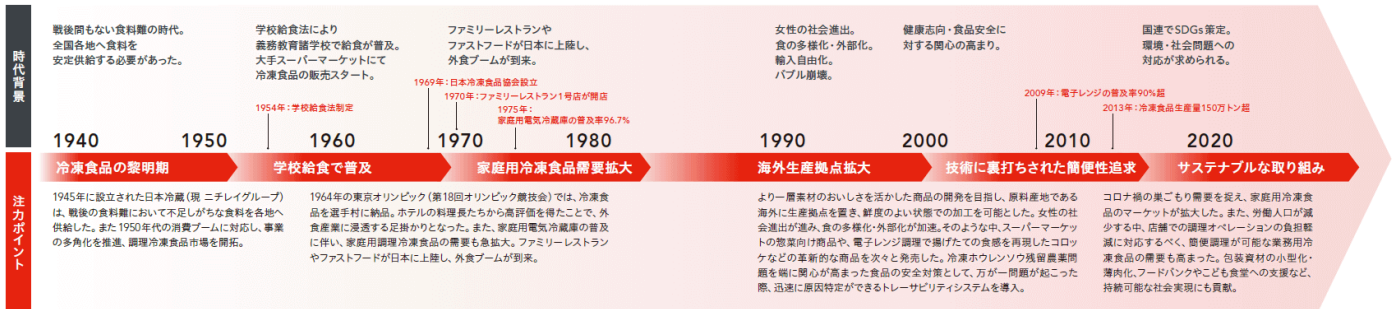 時代背景
戦後間もない食料難の時代。
全国各地へ食料を
安定供給する必要があった。
学校給食法により
義務教育諸学校で給食が普及。
大手スーパーマーケットにて
冷凍食品の販売スタート。
ファミリーレストランや
ファストフードが日本に上陸し、
外食ブームが到来。
女性の社会進出。
食の多様化・外部化。
輸入自由化。
バブル崩壊。
健康志向・食品安全に
対する関心の高まり。
国連でSDGs策定。
環境・社会問題への
対応が求められる。
1954年：学校給食法制定
1969年：日本冷凍食品協会設立
1970年：ファミリーレストラン1号店が開店
1975年：
家庭用電気冷蔵庫の普及率96.7%
2009年：電子レンジの普及率90%超
2013年：冷凍食品生産量150万トン超
1940
1950
1960
1970
1980
1990
2000
2010
2020
注力ポイント
冷凍食品の黎明期
学校給食で普及
家庭用冷凍食品需要拡大
海外生産拠点拡大
技術に裏打ちされた簡便性追求
サステナブルな取り組み
1945年に設立された日本冷蔵（現 ニチレイグループ）
は、戦後の食料難において不足しがちな食料を各地へ
供給した。また1950年代の消費ブームに対応し、事業
の多角化を推進、調理冷凍食品市場を開拓。
1964年の東京オリンピック（第18回オリンピック競技会）では、冷凍食
品を選手村に納品。ホテルの料理長たちから高評価を得たことで、外
食産業に浸透する足掛かりとなった。また、家庭用電気冷蔵庫の普及
に伴い、家庭用調理冷凍食品の需要も急拡大。ファミリーレストラン
やファストフードが日本に上陸し、外食ブームが到来。
より一層素材のおいしさを活かした商品の開発を目指し、原料産地である
海外に生産拠点を置き、鮮度のよい状態での加工を可能とした。女性の社
会進出が進み、食の多様化・外部化が加速。そのような中、スーパーマーケッ
トの惣菜向け商品や、電子レンジ調理で揚げたての食感を再現したコロッ
ケなどの革新的な商品を次々と発売した。冷凍ホウレンソウ残留農薬問
題を端に関心が高まった食品の安全対策として、万が一問題が起こった
際、迅速に原因特定ができるトレーサビリティシステムを導入。
コロナ禍の巣ごもり需要を捉え、家庭用冷凍食
品のマーケットが拡大した。また、労働人口が減
少する中、店舗での調理オペレーションの負担軽
減に対応するべく、簡便調理が可能な業務用冷
凍食品の需要も高まった。包装資材の小型化・
薄肉化、フードバンクやこども食堂への支援など、
持続可能な社会実現にも貢献。